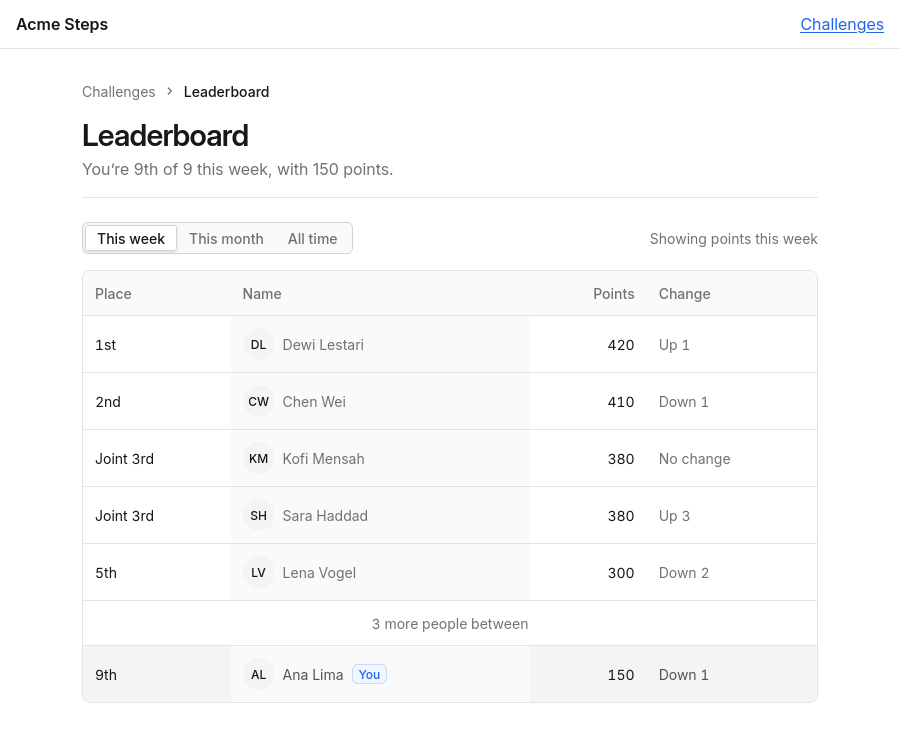 Acme Steps
Challenges
Challenges > Leaderboard
Leaderboard
You're 9th of 9 this week, with 150 points.
This week This month All time
Showing points this week
Place Name Points Change
1st DL Dewi Lestari 420 Up 1
2nd CW Chen Wei 410 Down 1
Joint 3rd KM Kofi Mensah 380 No change
Joint 3rd SH Sara Haddad 380 Up 3
5th LV Lena Vogel 300 Down 2
3 more people between
9th AL Ana Lima You 150 Down 1